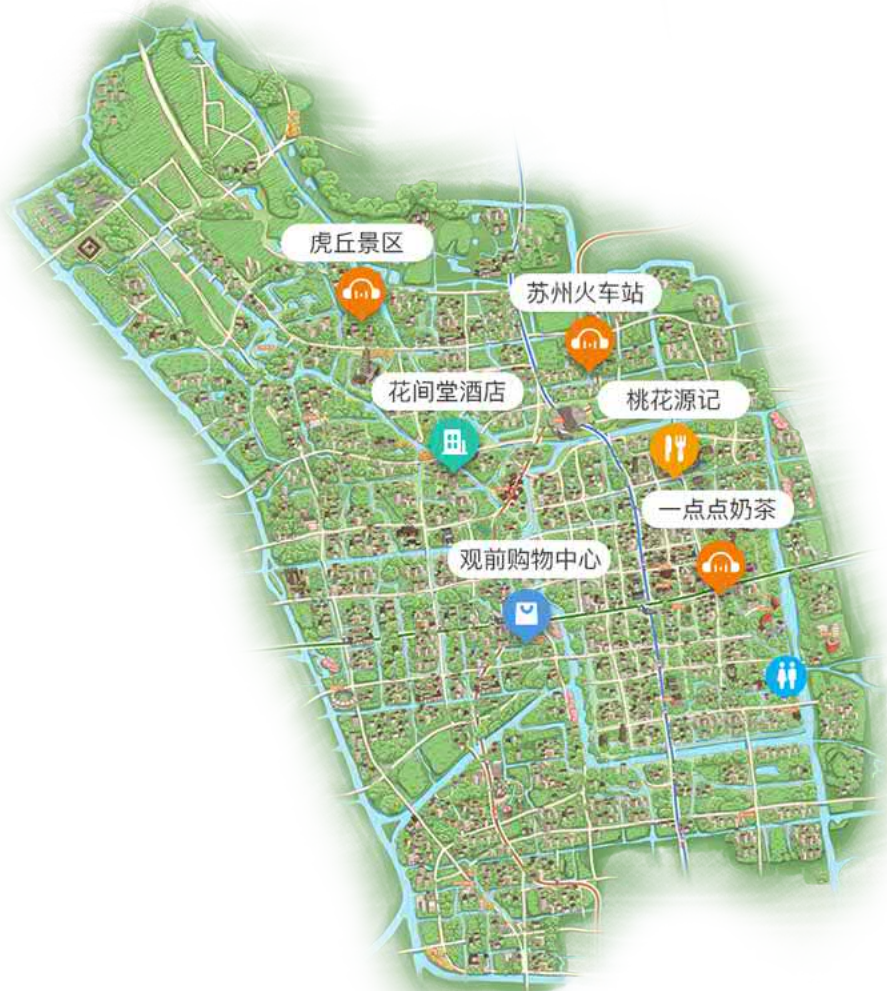 虎丘景区
苏州火车站
花间堂酒店
桃花源记
一点点奶茶
观前购物中心